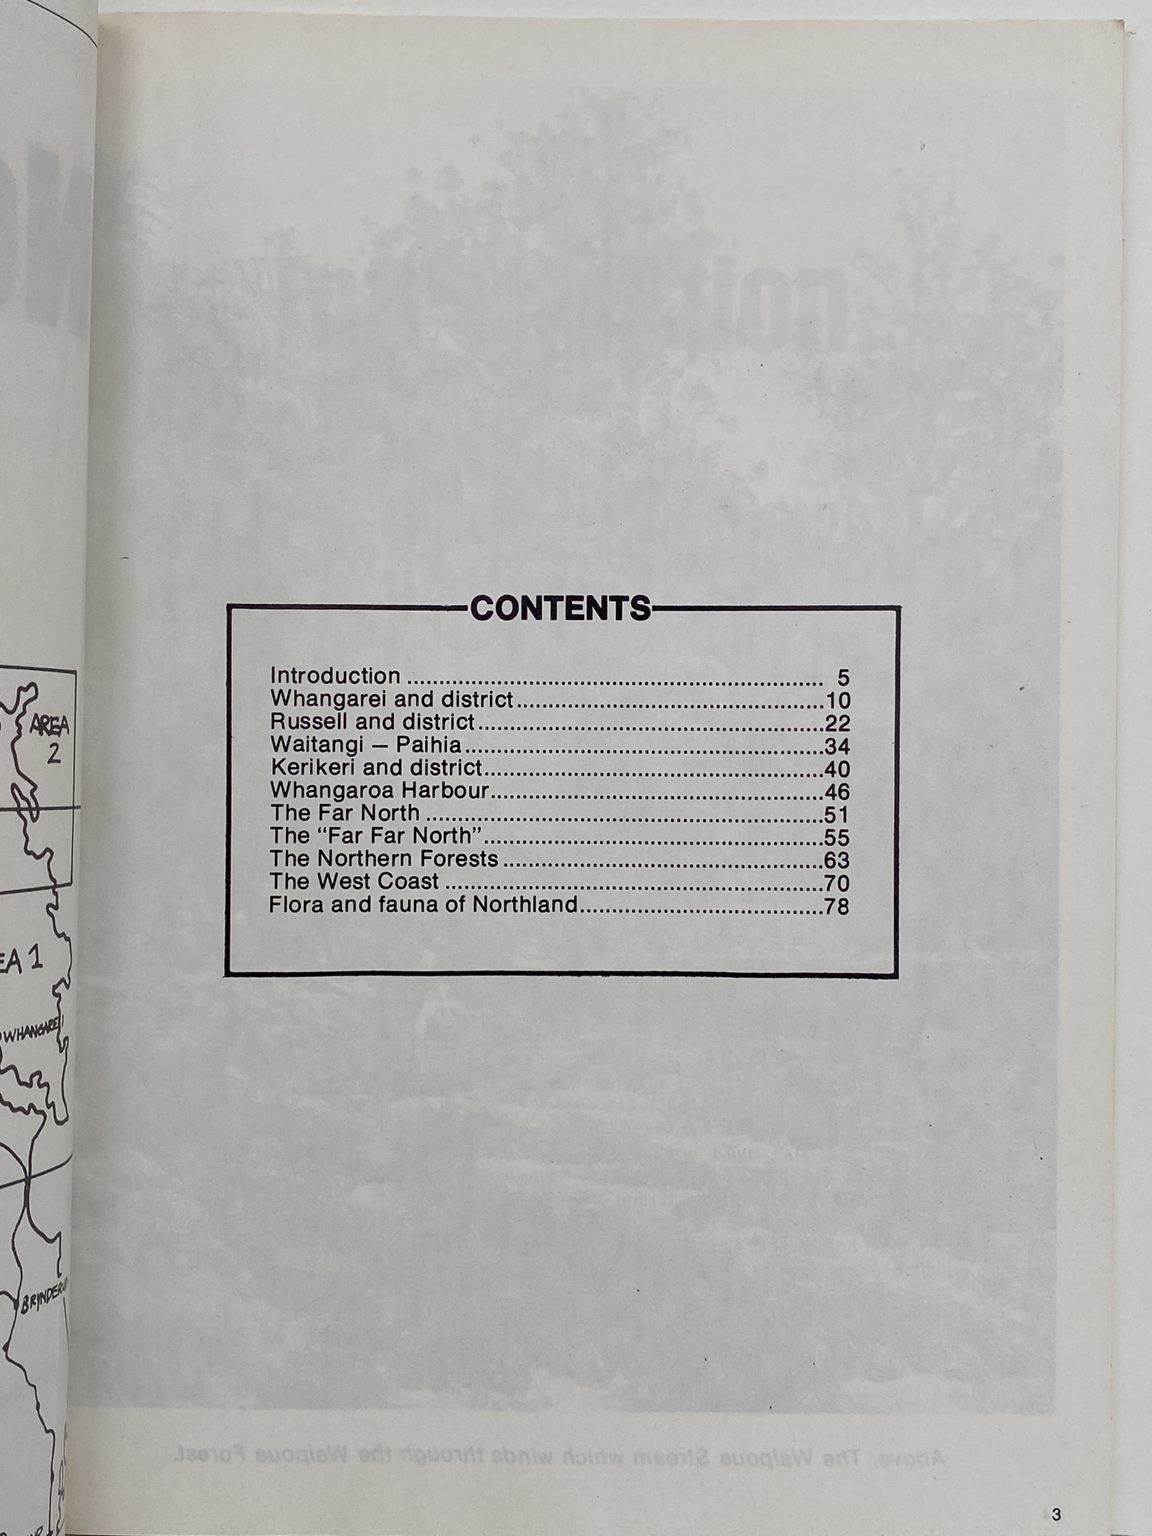 CONTENTS
Introduction ................................................................. 5
Whangarei and district................................................10
Russell and district......................................................22
Waitangi — Paihia........................................................34
Kerikeri and district.....................................................40
Whangaroa Harbour....................................................46
The Far North ..............................................................51
The “Far Far North”.....................................................55
The Northern Forests ..................................................63
The West Coast ...........................................................70
Flora and fauna of Northland......................................78
AREA
2
EA 1
WHANGAREI
BRYNDER
Above: The Waipoua Stream which winds through the Waipoua Forest.
3